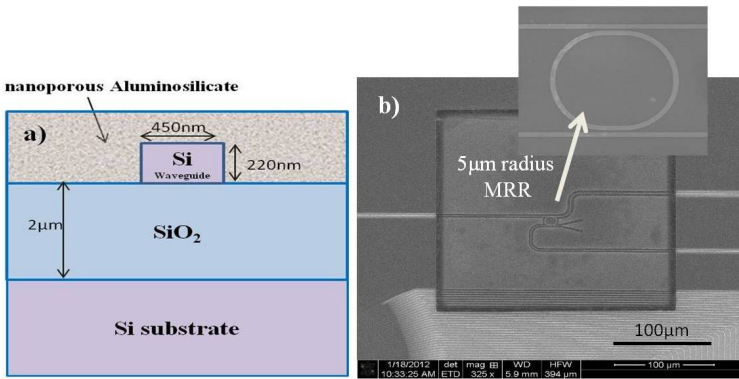 nanoporous Aluminosilicate
a)
450nm
Si
Waveguide
220nm
2μm
SiO2
Si substrate
b)
5μm radius
MRR
100μm
1/18/2012 det mag ⊞ WD HFW
10:33:25 AM ETD 325 x 5.9 mm 394 μm
100 μm